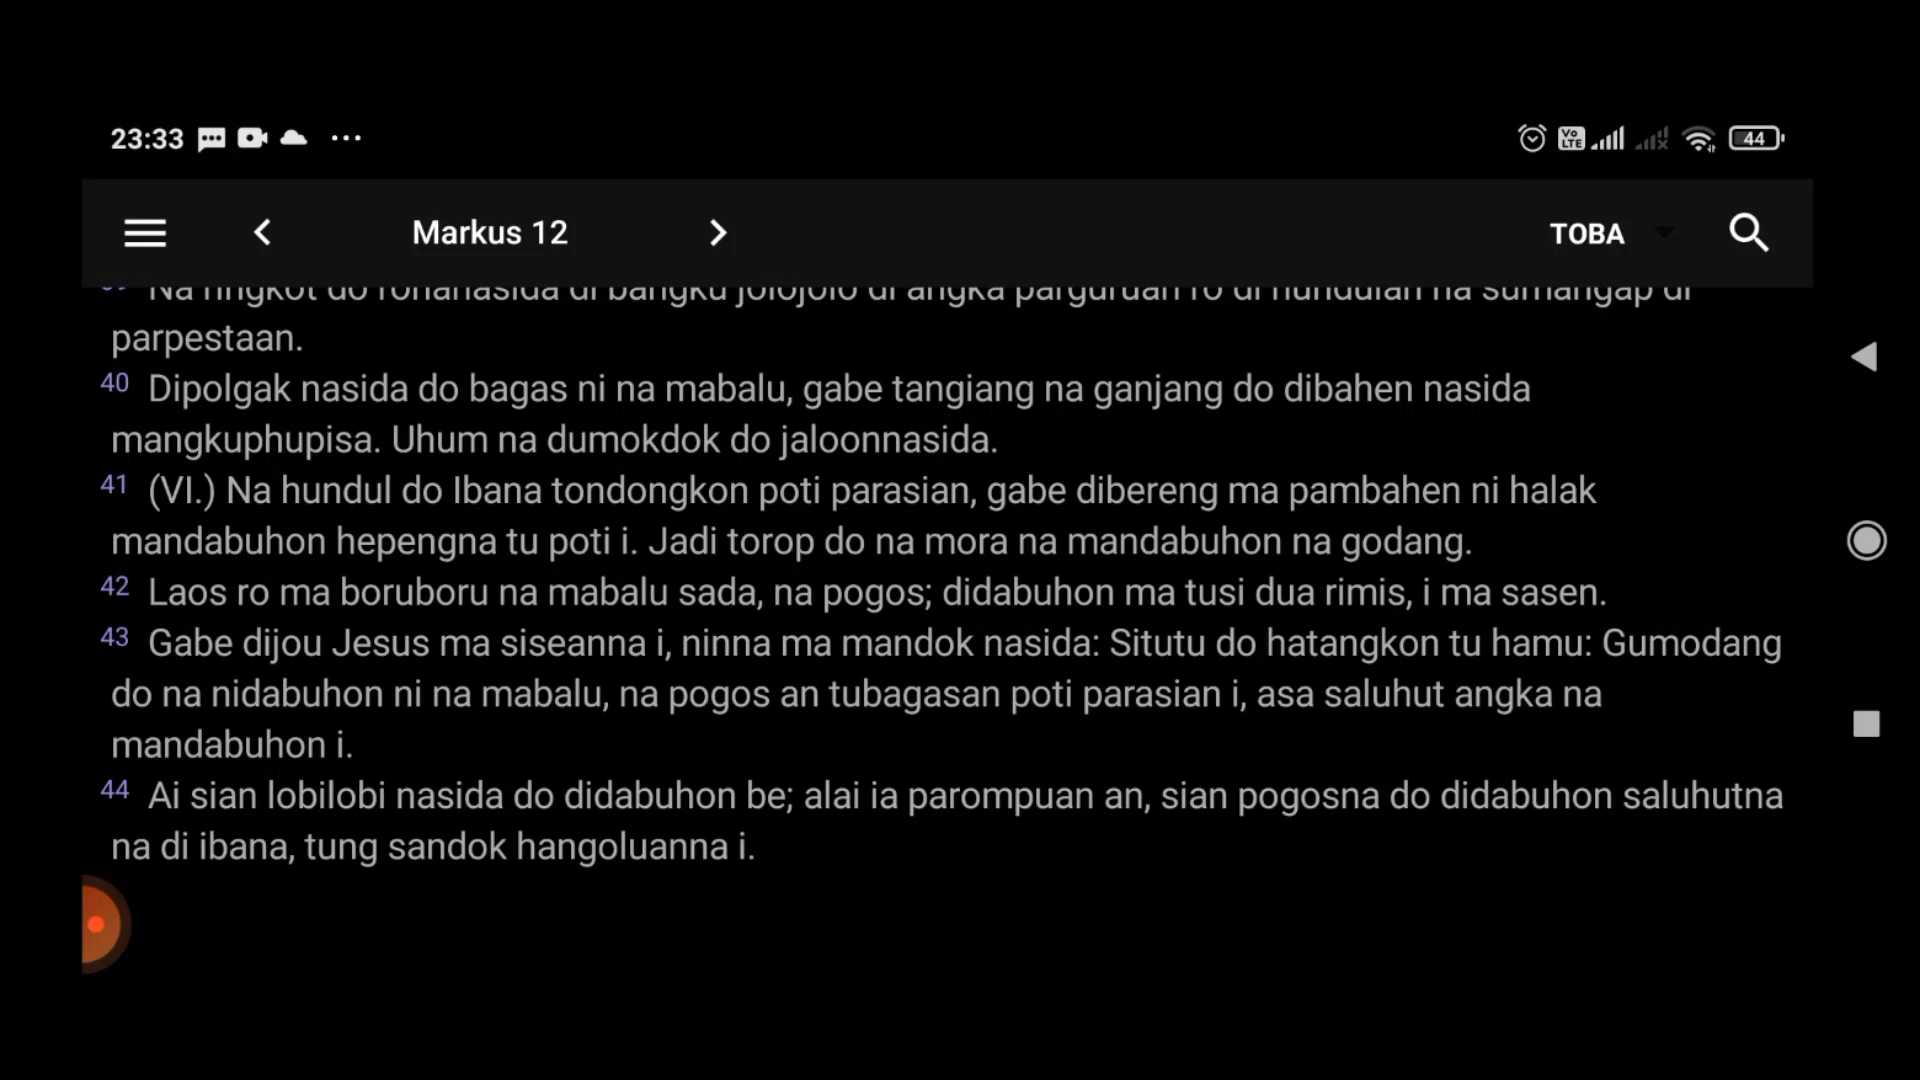 23:33
Vo LTE
44
Markus 12
TOBA
parpestaan.
40 Dipolgak nasida do bagas ni na mabalu, gabe tangiang na ganjang do dibahen nasida
mangkuphupisa. Uhum na dumokdok do jaloonnasida.
41 (VI.) Na hundul do Ibana tondongkon poti parasian, gabe dibereng ma pambahen ni halak
mandabuhon hepengna tu poti i. Jadi torop do na mora na mandabuhon na godang.
42 Laos ro ma boruboru na mabalu sada, na pogos; didabuhon ma tusi dua rimis, i ma sasen.
43 Gabe dijou Jesus ma siseanna i, ninna ma mandok nasida: Situtu do hatangkon tu hamu: Gumodang
do na nidabuhon ni na mabalu, na pogos an tubagasan poti parasian i, asa saluhut angka na
mandabuhon i.
44 Ai sian lobilobi nasida do didabuhon be; alai ia parompuan an, sian pogosna do didabuhon saluhutna
na di ibana, tung sandok hangoluanna i.